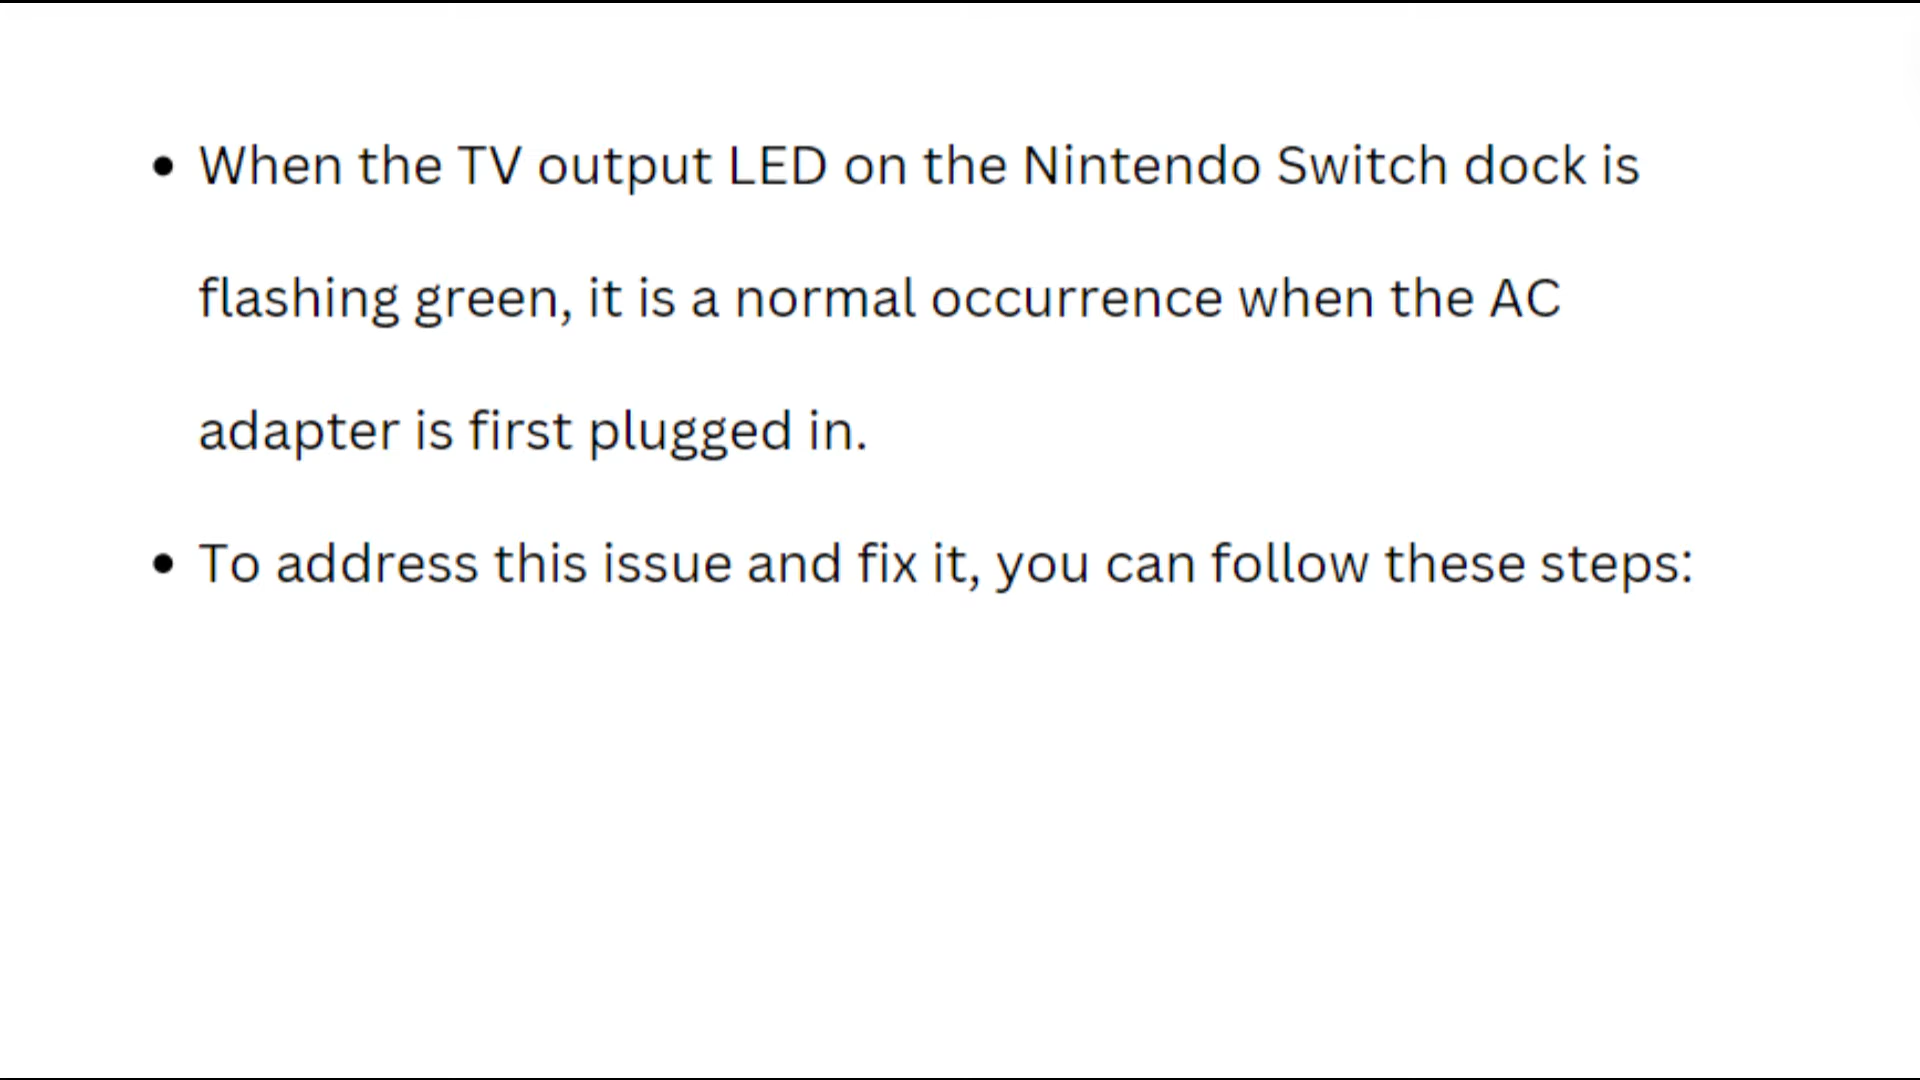 • When the TV output LED on the Nintendo Switch dock is
flashing green, it is a normal occurrence when the AC
adapter is first plugged in.
• To address this issue and fix it, you can follow these steps: